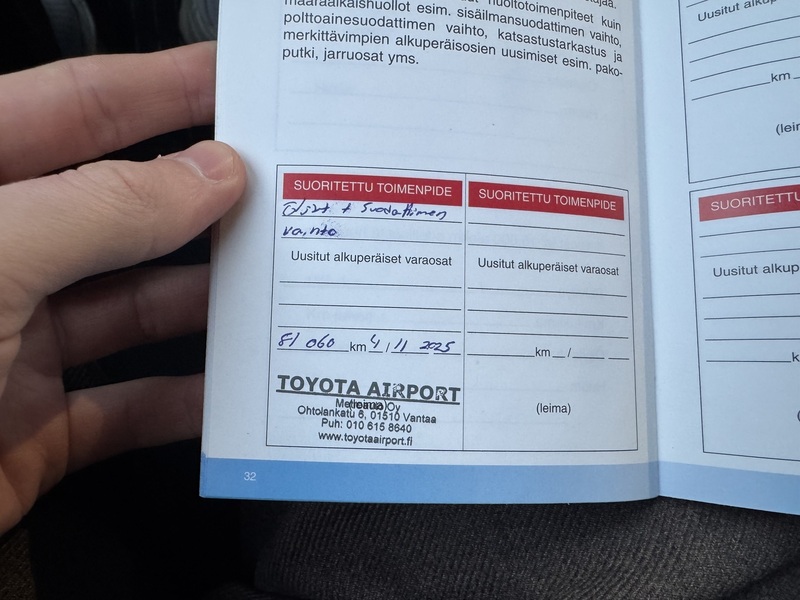 määräaikaishuollot esim. sisäilmansuodattimen vaihto,
polttoainesuodattimen vaihto, katsastustarkastus ja
merkittävimpien alkuperäisosien uusimiset esim. pako-
putki, jarruosat yms.
SUORITETTU TOIMENPIDE
Öljyt + Suodattimen
vaihto
Uusitut alkuperäiset varaosat
81 060 km 4 / 11 2025
TOYOTA AIRPORT
(leima) Oy
Ohtolankatu 6, 01510 Vantaa
Puh: 010 615 8640
www.toyotaairport.fi
SUORITETTU TOIMENPIDE
Uusitut alkuperäiset varaosat
km /
(leima)
32
Uusitut alkup
km
(leir
SUORITETTU
Uusitut alkup
k